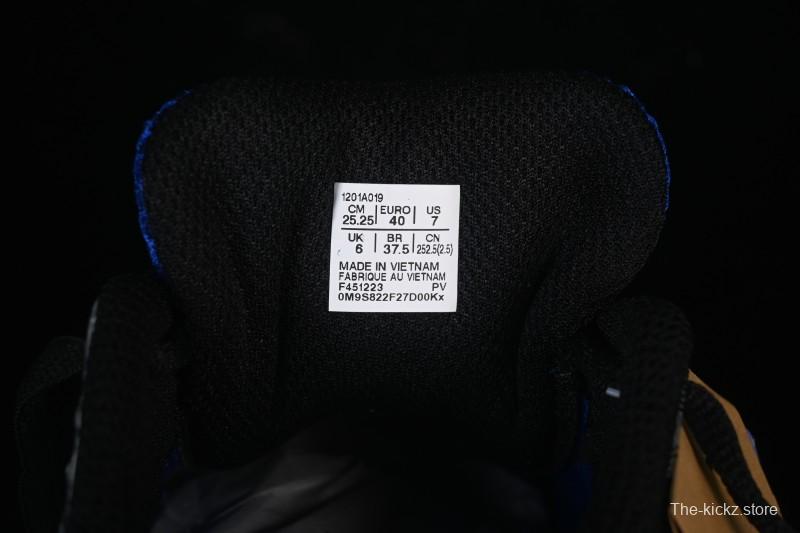 1201A019
CM | EURO | US
25.25 | 40 | 7
UK | BR | CN
6 | 37.5 | 252.5(2.5)
MADE IN VIETNAM
FABRIQUE AU VIETNAM
F451223 PV
0M9S822F27D00Kx
The-kickz.store